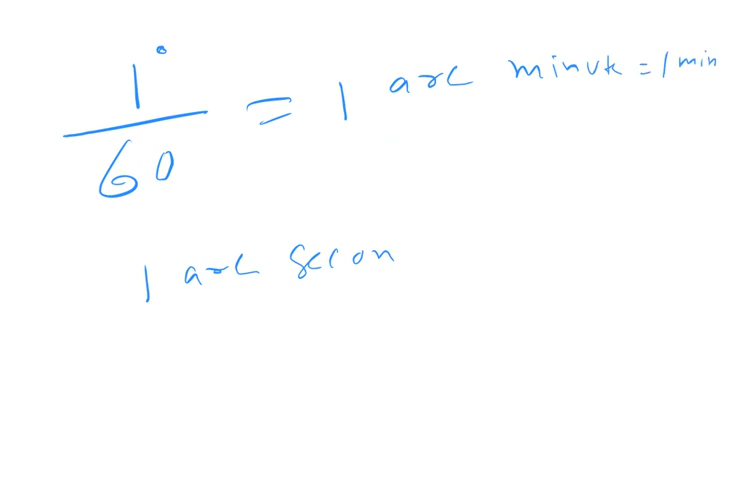 1°/60 = 1 arc minute = 1 min
1 arc secon